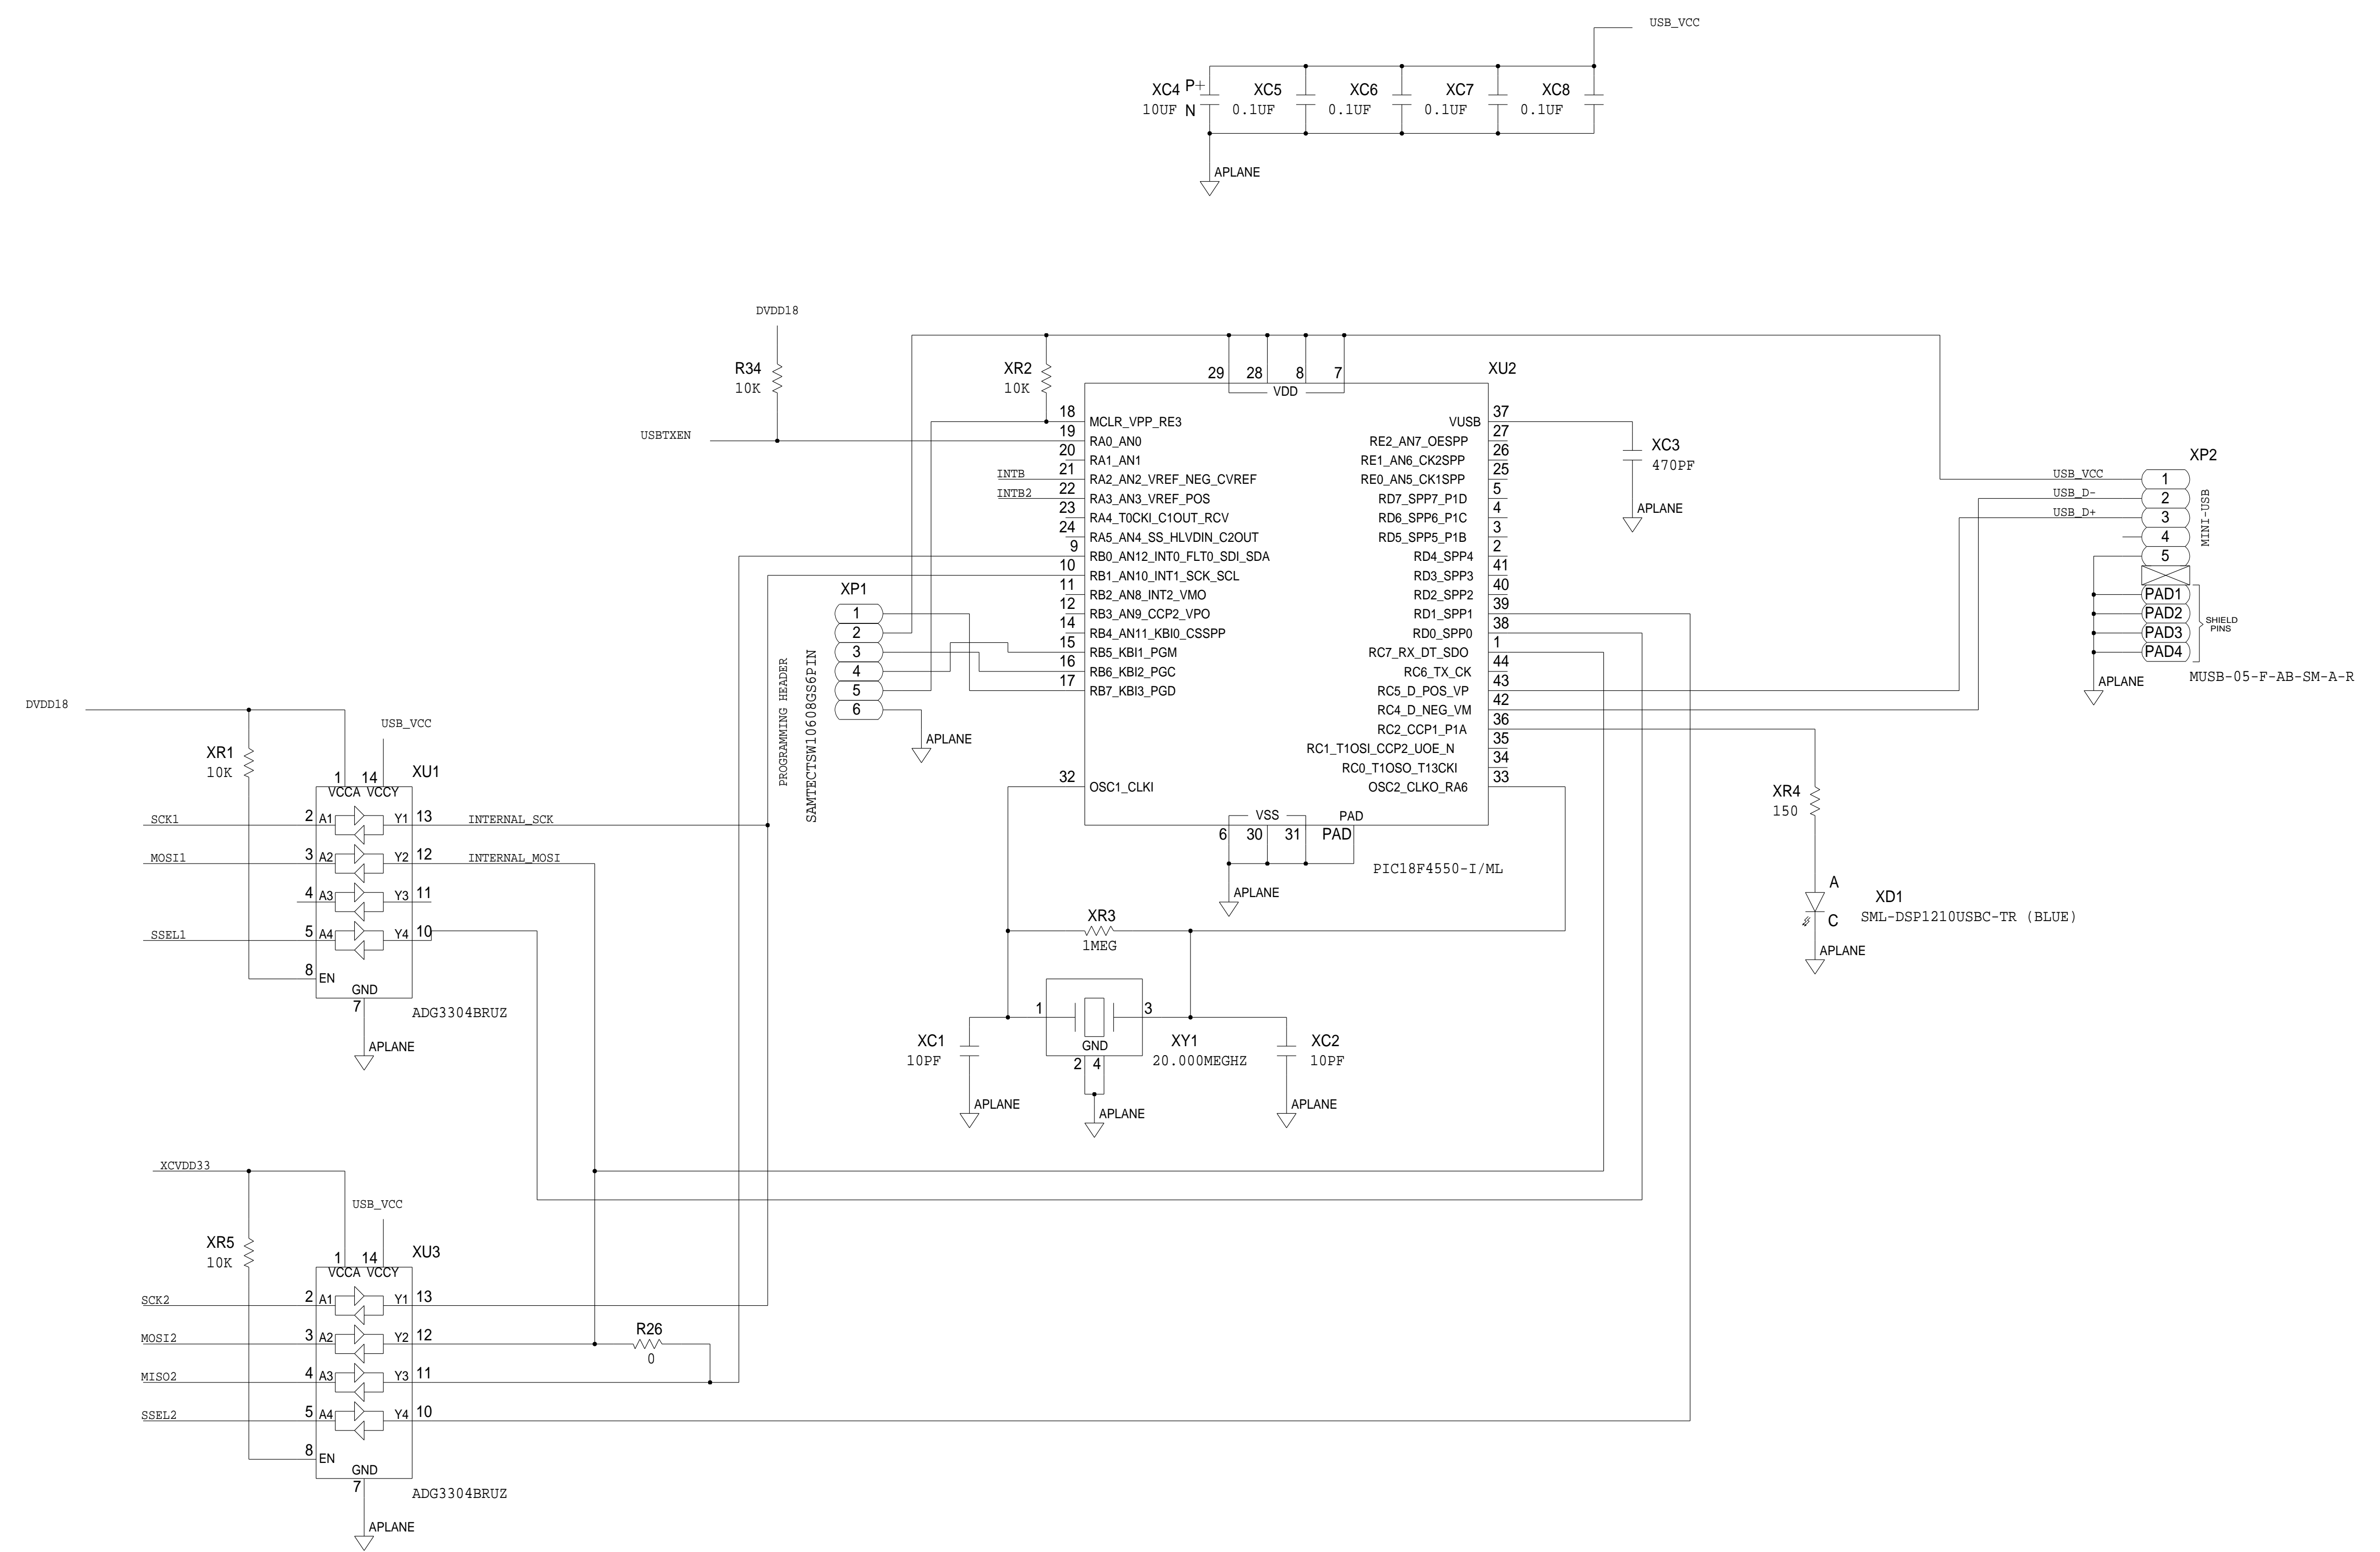 USB_VCC
XC4 P+ XC5 XC6 XC7 XC8
10UF N 0.1UF 0.1UF 0.1UF 0.1UF
APLANE
DVDD18
R34
10K
USBTXEN
XR2
10K
XU2
29 28 8 7
VDD
18 MCLR_VPP_RE3
19 RA0_AN0
20 RA1_AN1
INTB 21 RA2_AN2_VREF_NEG_CVREF
INTB2 22 RA3_AN3_VREF_POS
23 RA4_T0CKI_C1OUT_RCV
24 RA5_AN4_SS_HLVDIN_C2OUT
9 RB0_AN12_INT0_FLT0_SDI_SDA
10 RB1_AN10_INT1_SCK_SCL
11 RB2_AN8_INT2_VMO
12 RB3_AN9_CCP2_VPO
14 RB4_AN11_KBI0_CSSPP
15 RB5_KBI1_PGM
16 RB6_KBI2_PGC
17 RB7_KBI3_PGD
32 OSC1_CLKI
VUSB 37
RE2_AN7_OESPP 27
RE1_AN6_CK2SPP 26
RE0_AN5_CK1SPP 25
RD7_SPP7_P1D 5
RD6_SPP6_P1C 4
RD5_SPP5_P1B 3
RD4_SPP4 2
RD3_SPP3 41
RD2_SPP2 40
RD1_SPP1 39
RD0_SPP0 38
RC7_RX_DT_SDO 1
RC6_TX_CK 44
RC5_D_POS_VP 43
RC4_D_NEG_VM 42
RC2_CCP1_P1A 36
RC1_T1OSI_CCP2_UOE_N 35
RC0_T1OSO_T13CKI 34
OSC2_CLKO_RA6 33
VSS PAD
6 30 31 PAD
PIC18F4550-I/ML
APLANE
XC3
470PF
APLANE
XP2
USB_VCC 1
USB_D- 2
USB_D+ 3
4
5
MINI-USB
PAD1
PAD2
PAD3
PAD4
SHIELD
PINS
MUSB-05-F-AB-SM-A-R
APLANE
XP1
1
2
3
4
5
6
PROGRAMMING HEADER
SAMTECTSW10608GS6PIN
APLANE
XR4
150
A
XD1
SML-DSP1210USBC-TR (BLUE)
C
APLANE
DVDD18
USB_VCC
XR1
10K
XU1
1 14
VCCA VCCY
SCK1 2 A1 Y1 13 INTERNAL_SCK
MOSI1 3 A2 Y2 12 INTERNAL_MOSI
4 A3 Y3 11
SSEL1 5 A4 Y4 10
8 EN
GND
7
ADG3304BRUZ
APLANE
XR3
1MEG
1 3
GND
2 4
XY1
20.000MEGHZ
XC1
10PF
XC2
10PF
APLANE
APLANE
APLANE
XCVDD33
USB_VCC
XR5
10K
XU3
1 14
VCCA VCCY
SCK2 2 A1 Y1 13
MOSI2 3 A2 Y2 12
MISO2 4 A3 Y3 11
SSEL2 5 A4 Y4 10
R26
0
8 EN
GND
7
ADG3304BRUZ
APLANE